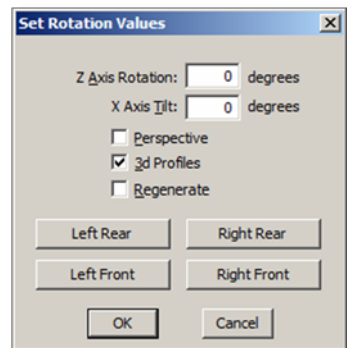 Set Rotation Values
Z Axis Rotation: 0 degrees
X Axis Tilt: 0 degrees
Perspective
3d Profiles
Regenerate
Left Rear Right Rear
Left Front Right Front
OK Cancel